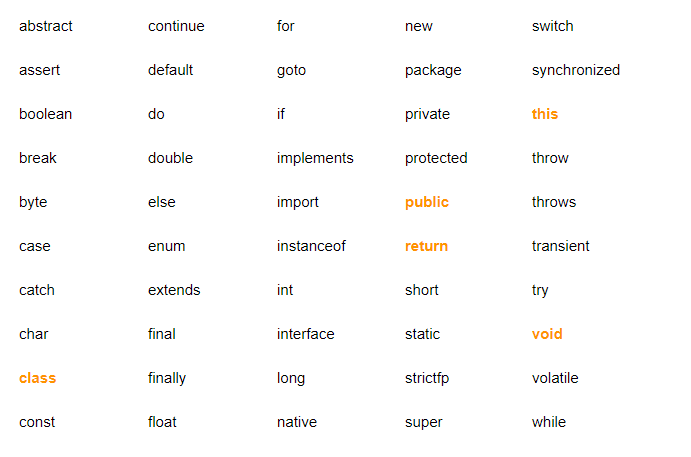 abstract continue for new switch
assert default goto package synchronized
boolean do if private this
break double implements protected throw
byte else import public throws
case enum instanceof return transient
catch extends int short try
char final interface static void
class finally long strictfp volatile
const float native super while